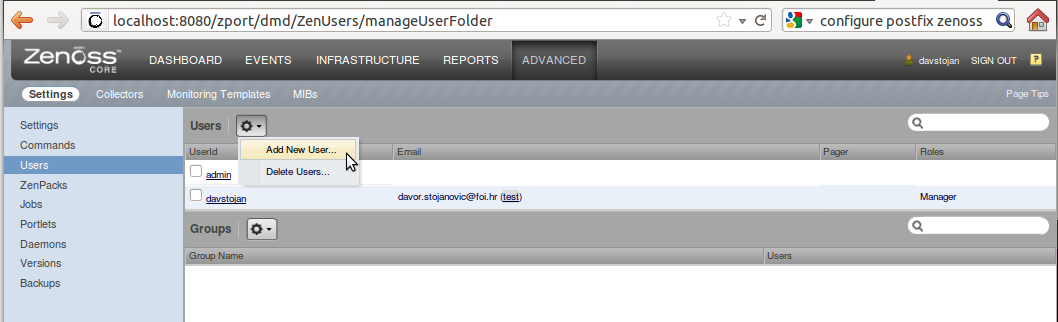 localhost:8080/zport/dmd/ZenUsers/manageUserFolder
configure postfix zenoss
Zenoss™ CORE
DASHBOARD EVENTS INFRASTRUCTURE REPORTS ADVANCED
davstojan SIGN OUT ?
Settings Collectors Monitoring Templates MIBs Page Tips
Settings
Commands
Users
ZenPacks
Jobs
Portlets
Daemons
Versions
Backups
Users
Add New User...
Delete Users...
UserId Email Pager Roles
admin
davstojan davor.stojanovic@foi.hr (test) Manager
Groups
Group Name Users